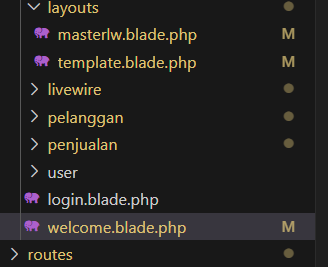 layouts
masterlw.blade.php M
template.blade.php M
livewire
pelanggan
penjualan
user
login.blade.php
welcome.blade.php M
routes